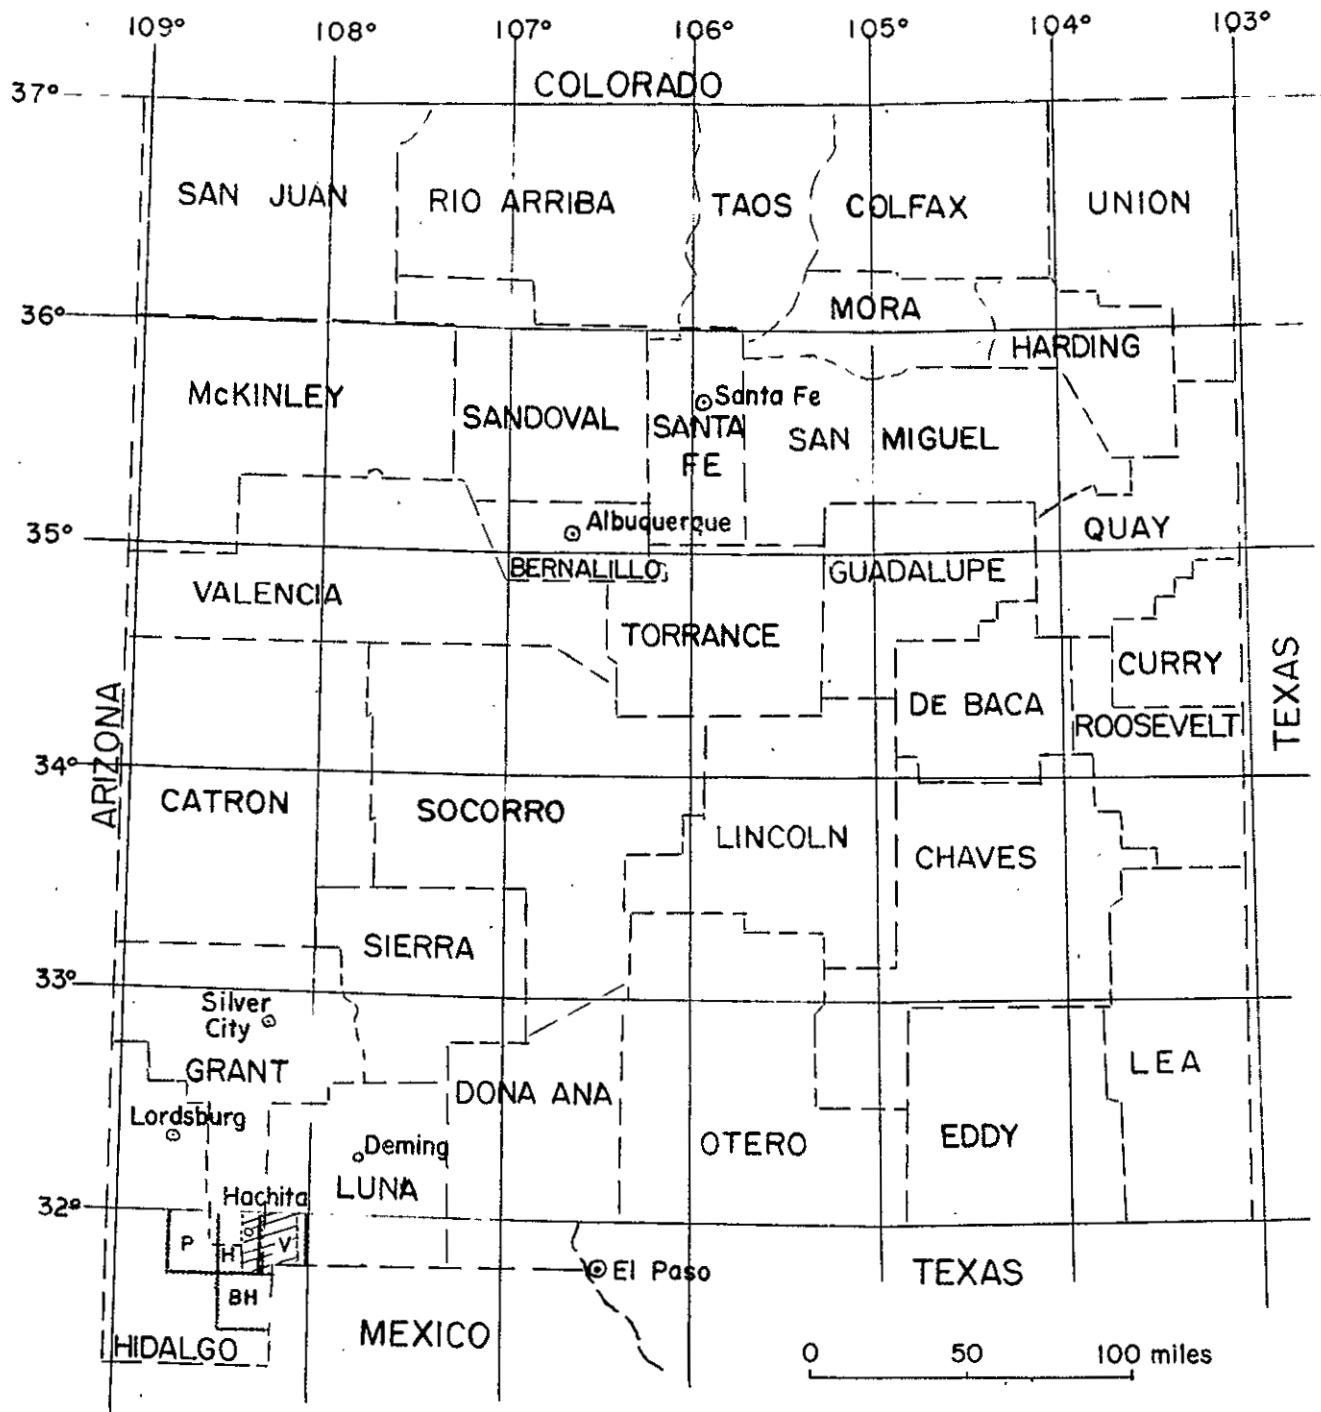 109° 108° 107° 106° 105° 104° 103°
COLORADO
37°
SAN JUAN RIO ARRIBA TAOS COLFAX UNION
36°
MORA
HARDING
McKINLEY
Santa Fe
SANDOVAL
SANTA
FE
SAN MIGUEL
35°
Albuquerque
QUAY
BERNALILLO
GUADALUPE
VALENCIA
TORRANCE
CURRY
TEXAS
ARIZONA
DE BACA
ROOSEVELT
34°
CATRON
SOCORRO
LINCOLN
CHAVES
SIERRA
33°
Silver
City
GRANT
DONA ANA
LEA
Lordsburg
Deming
OTERO
EDDY
LUNA
Hachita
32°
P
H
V
BH
El Paso
TEXAS
MEXICO
HIDALGO
0 50 100 miles